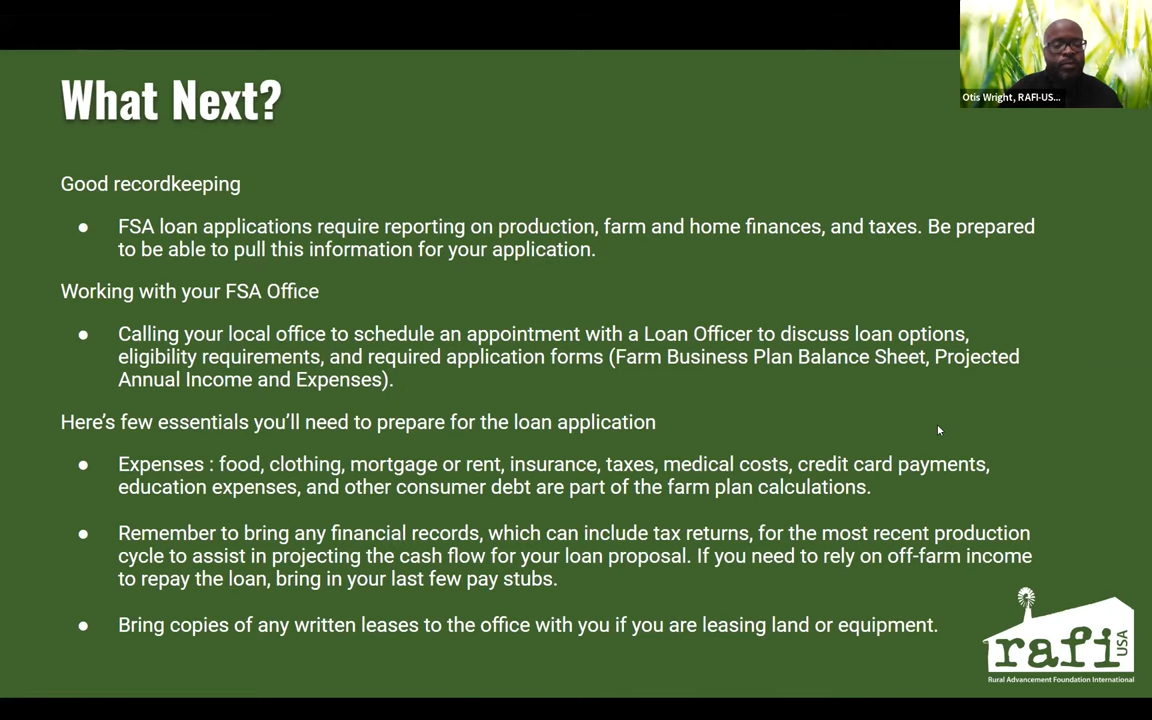 Otis Wright, RAFI-US...
What Next?
Good recordkeeping
● FSA loan applications require reporting on production, farm and home finances, and taxes. Be prepared
to be able to pull this information for your application.
Working with your FSA Office
● Calling your local office to schedule an appointment with a Loan Officer to discuss loan options,
eligibility requirements, and required application forms (Farm Business Plan Balance Sheet, Projected
Annual Income and Expenses).
Here's few essentials you'll need to prepare for the loan application
● Expenses : food, clothing, mortgage or rent, insurance, taxes, medical costs, credit card payments,
education expenses, and other consumer debt are part of the farm plan calculations.
● Remember to bring any financial records, which can include tax returns, for the most recent production
cycle to assist in projecting the cash flow for your loan proposal. If you need to rely on off-farm income
to repay the loan, bring in your last few pay stubs.
● Bring copies of any written leases to the office with you if you are leasing land or equipment.
rafi USA
Rural Advancement Foundation International